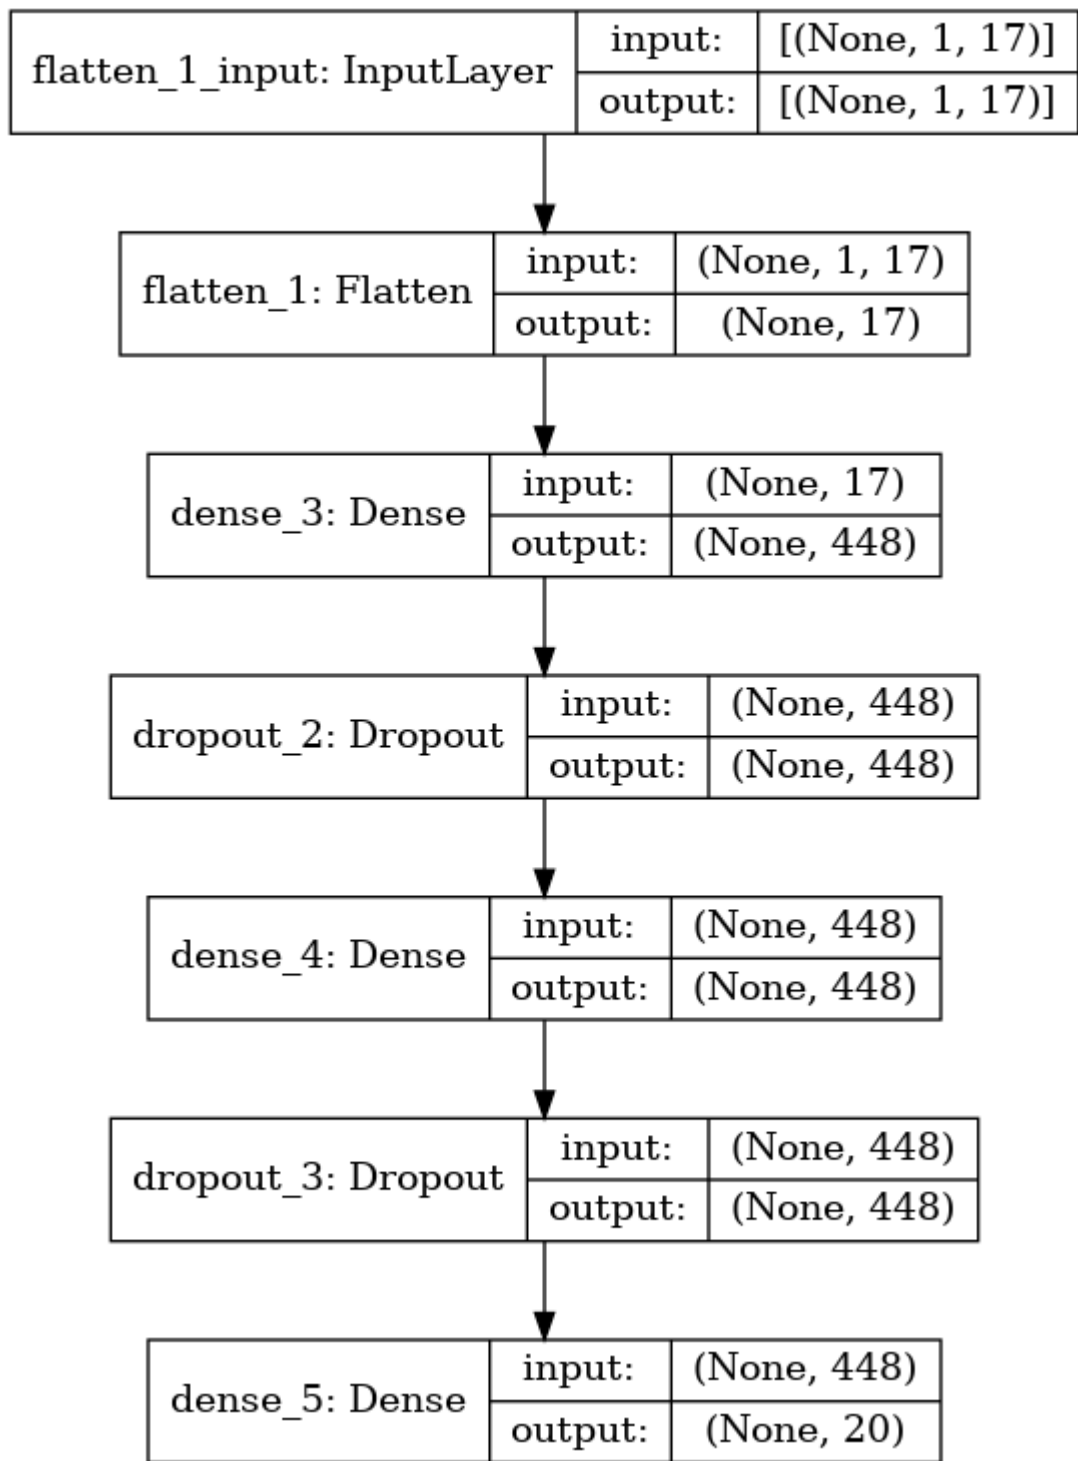 flatten_1_input: InputLayer
input: [(None, 1, 17)]
output: [(None, 1, 17)]
flatten_1: Flatten
input: (None, 1, 17)
output: (None, 17)
dense_3: Dense
input: (None, 17)
output: (None, 448)
dropout_2: Dropout
input: (None, 448)
output: (None, 448)
dense_4: Dense
input: (None, 448)
output: (None, 448)
dropout_3: Dropout
input: (None, 448)
output: (None, 448)
dense_5: Dense
input: (None, 448)
output: (None, 20)